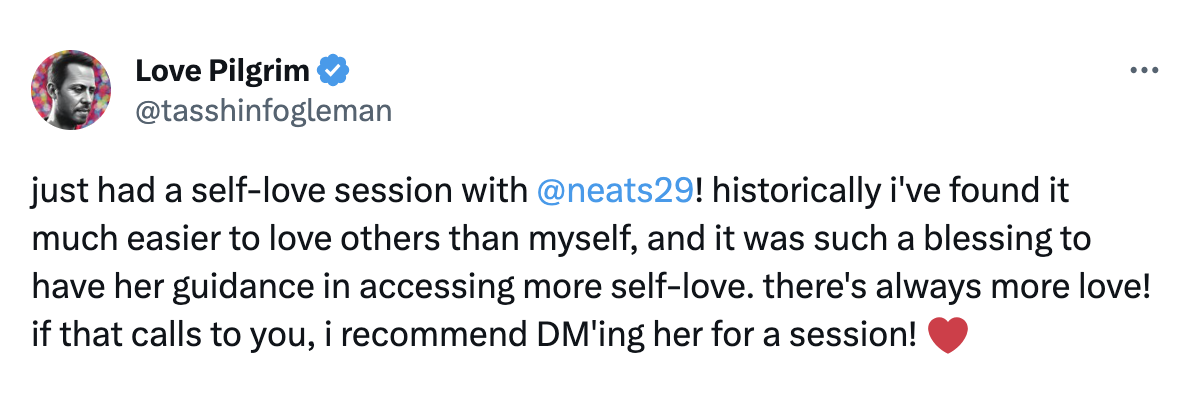 Love Pilgrim
@tasshinfogleman
just had a self-love session with @neats29! historically i've found it
much easier to love others than myself, and it was such a blessing to
have her guidance in accessing more self-love. there's always more love!
if that calls to you, i recommend DM'ing her for a session! ❤️